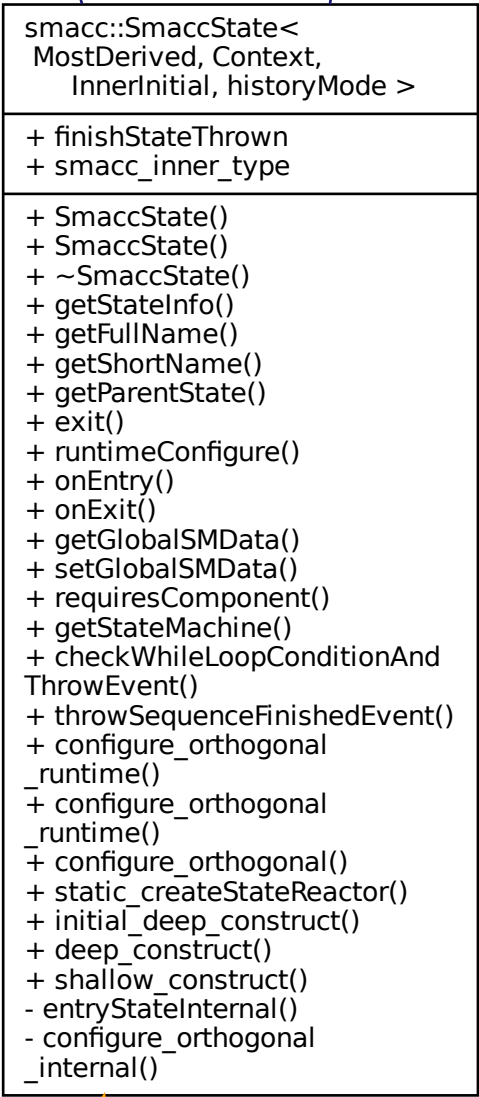 smacc::SmaccState<
MostDerived, Context,
InnerInitial, historyMode >
+ finishStateThrown
+ smacc_inner_type
+ SmaccState()
+ SmaccState()
+ ~SmaccState()
+ getStateInfo()
+ getFullName()
+ getShortName()
+ getParentState()
+ exit()
+ runtimeConfigure()
+ onEntry()
+ onExit()
+ getGlobalSMData()
+ setGlobalSMData()
+ requiresComponent()
+ getStateMachine()
+ checkWhileLoopConditionAnd
ThrowEvent()
+ throwSequenceFinishedEvent()
+ configure_orthogonal
_runtime()
+ configure_orthogonal
_runtime()
+ configure_orthogonal()
+ static_createStateReactor()
+ initial_deep_construct()
+ deep_construct()
+ shallow_construct()
- entryStateInternal()
- configure_orthogonal
_internal()